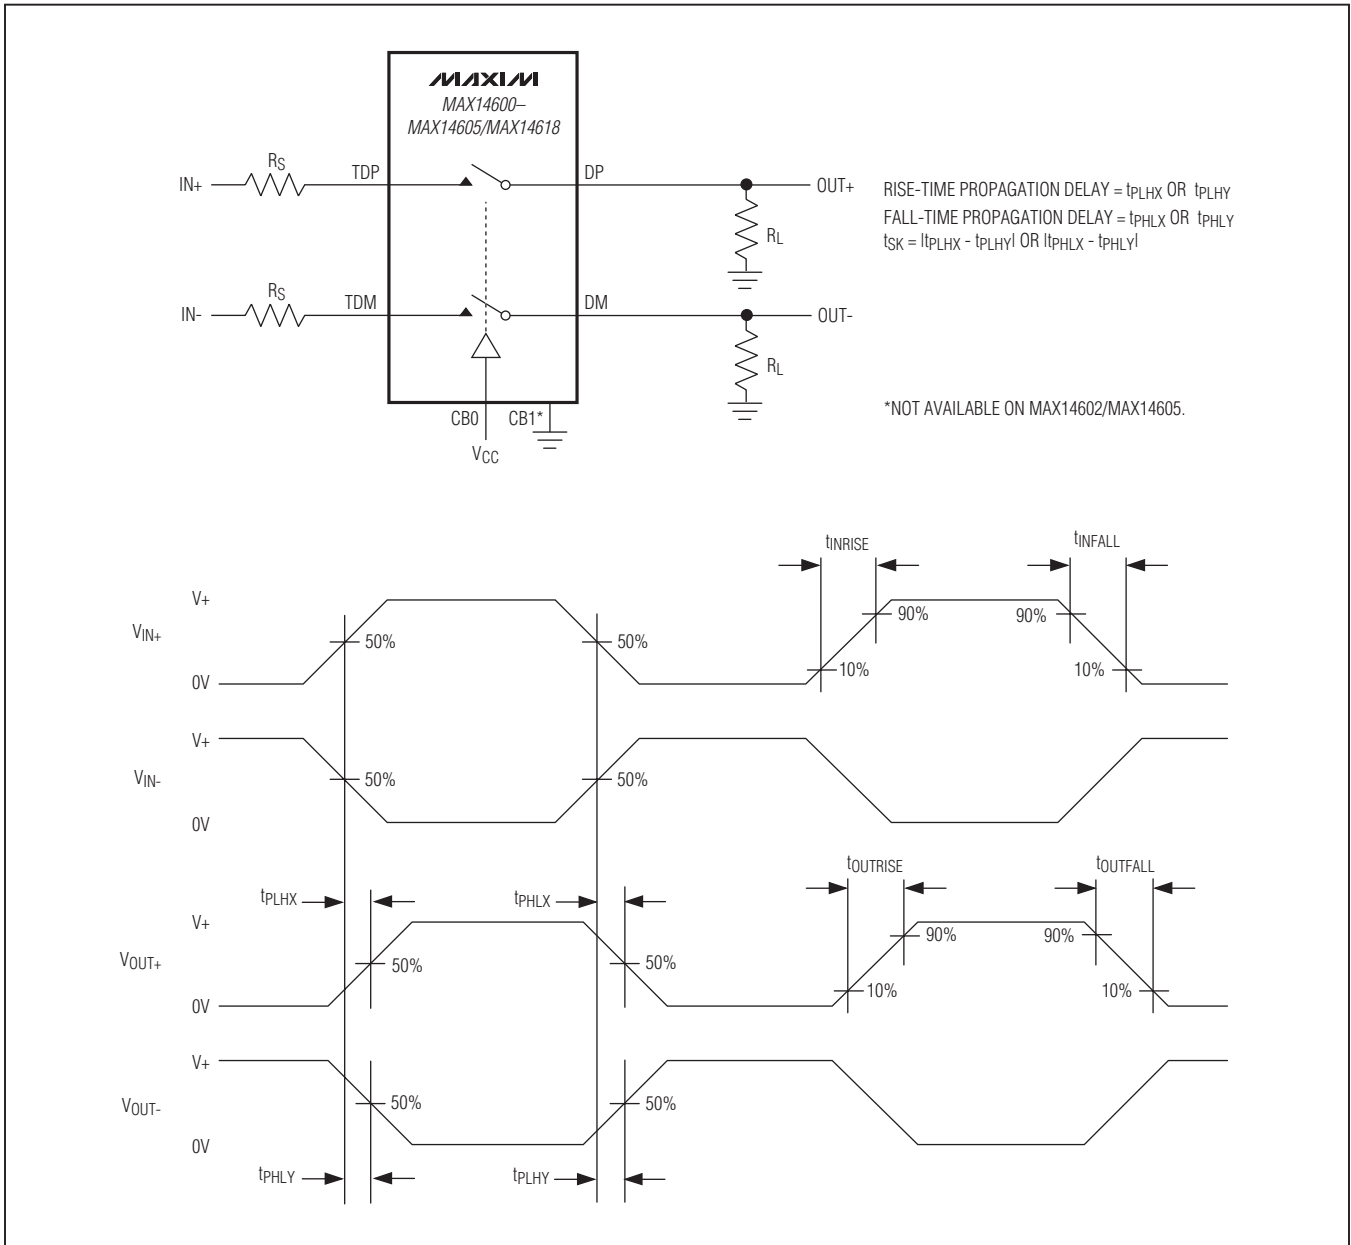 MAXIM
MAX14600–
MAX14605/MAX14618
IN+
RS
TDP
DP
OUT+
RL
IN-
RS
TDM
DM
OUT-
RL
CB0
CB1*
VCC
RISE-TIME PROPAGATION DELAY = tPLHX OR tPLHY
FALL-TIME PROPAGATION DELAY = tPHLX OR tPHLY
tSK = |tPLHX - tPLHY| OR |tPHLX - tPHLY|
*NOT AVAILABLE ON MAX14602/MAX14605.
tINRISE
tINFALL
V+
VIN+
0V
50%
50%
10%
90%
90%
10%
V+
VIN-
0V
50%
50%
tPLHX
tPHLX
tOUTRISE
tOUTFALL
V+
VOUT+
0V
50%
50%
10%
90%
90%
10%
V+
VOUT-
0V
50%
50%
tPHLY
tPLHY